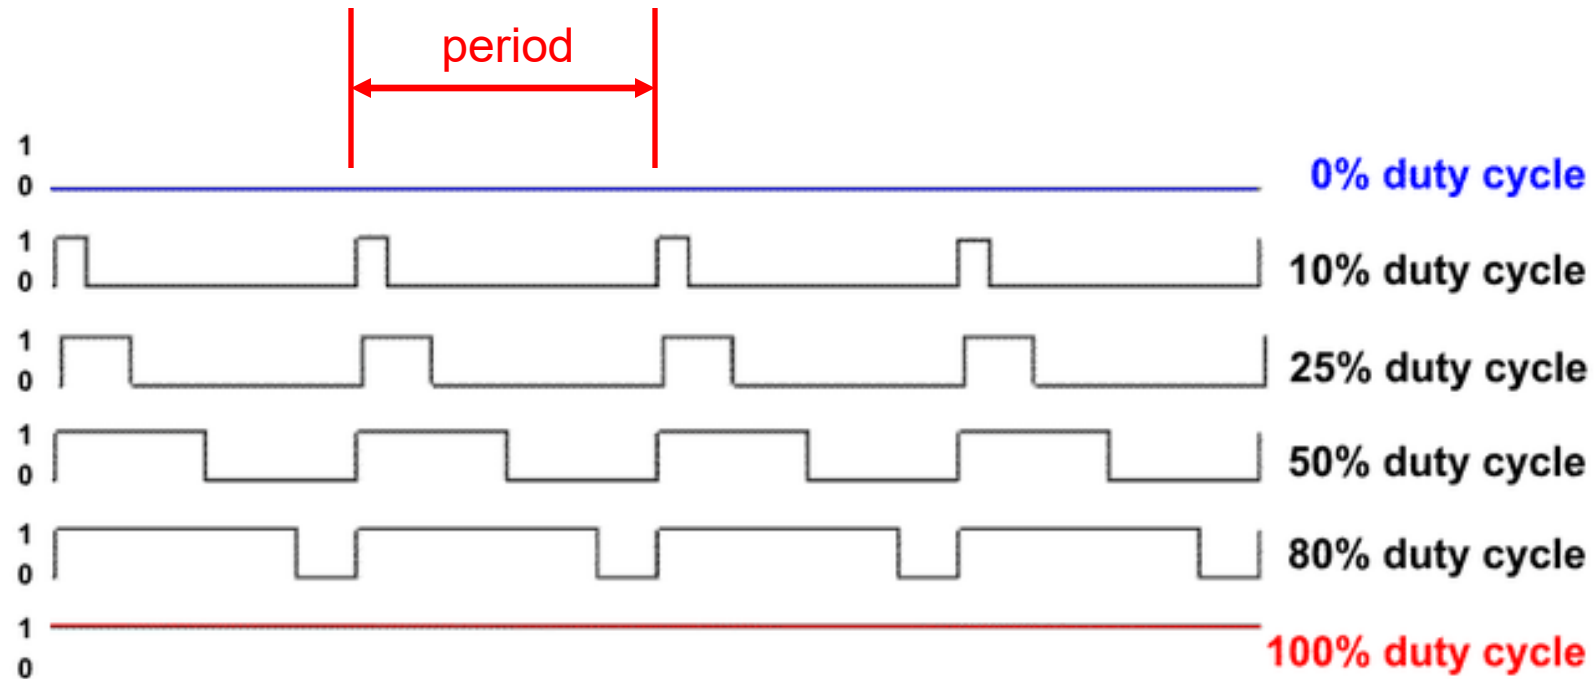 period
1
0
0% duty cycle
1
0
10% duty cycle
1
0
25% duty cycle
1
0
50% duty cycle
1
0
80% duty cycle
1
0
100% duty cycle